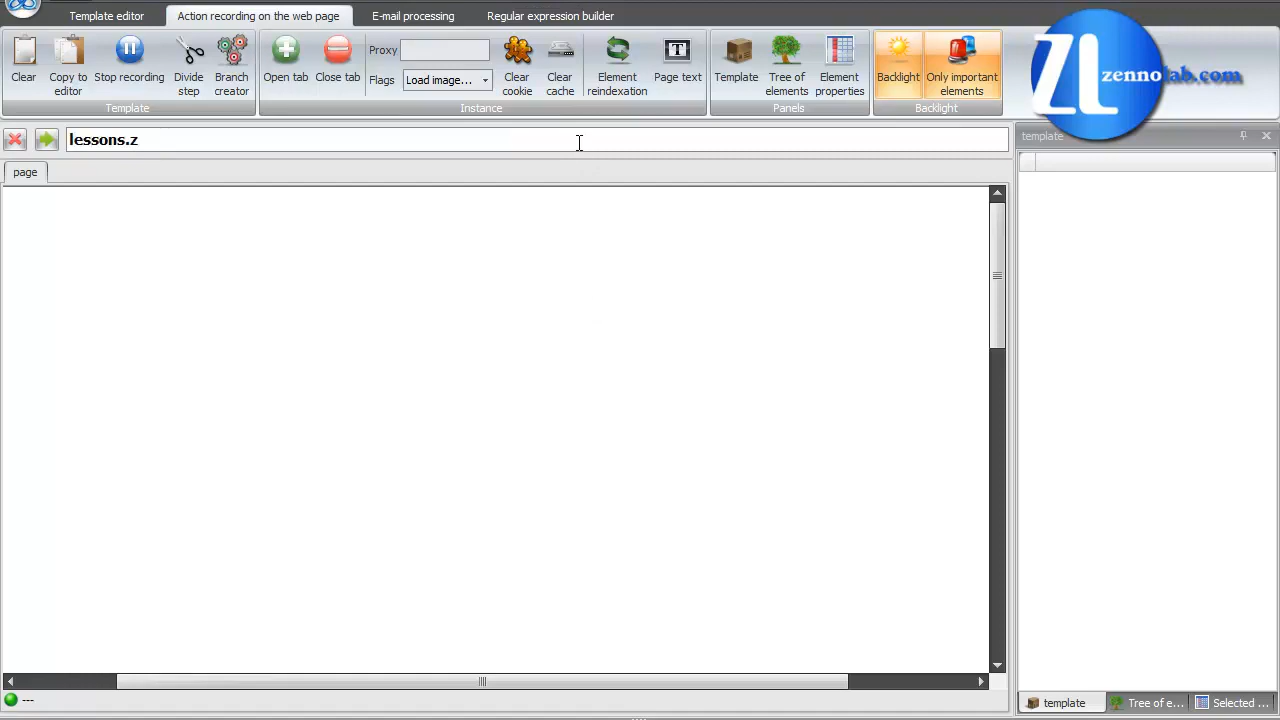 Template editor
Action recording on the web page
E-mail processing
Regular expression builder
Clear
Copy to editor
Stop recording
Divide step
Branch creator
Template
Open tab
Close tab
Proxy
Flags
Load image...
Clear cookie
Clear cache
Element reindexation
Page text
Instance
Template
Tree of elements
Element properties
Panels
Backlight
Only important elements
Backlight
ZL
zennolab.com
lessons.z
template
page
---
template
Tree of e...
Selected ...